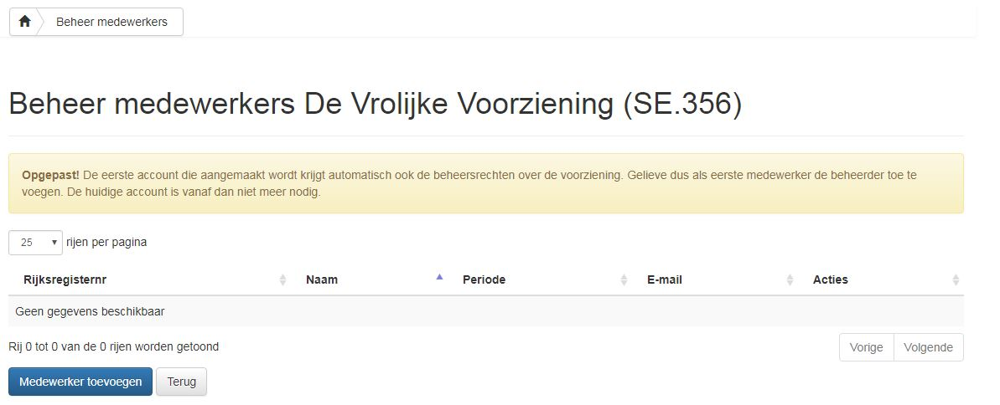 Beheer medewerkers
Beheer medewerkers De Vrolijke Voorziening (SE.356)
Opgepast! De eerste account die aangemaakt wordt krijgt automatisch ook de beheersrechten over de voorziening. Gelieve dus als eerste medewerker de beheerder toe te
voegen. De huidige account is vanaf dan niet meer nodig.
25 rijen per pagina
Rijksregisternr Naam Periode E-mail Acties
Geen gegevens beschikbaar
Rij 0 tot 0 van de 0 rijen worden getoond Vorige Volgende
Medewerker toevoegen Terug